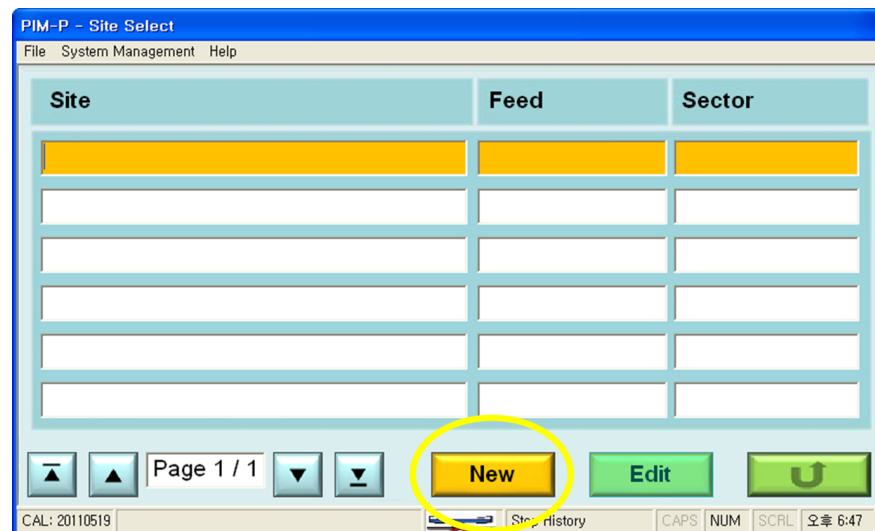 PIM-P - Site Select
File System Management Help
Site Feed Sector
Page 1 / 1 New Edit
CAL: 20110519 Stop History CAPS NUM SCRL 오후 6:47